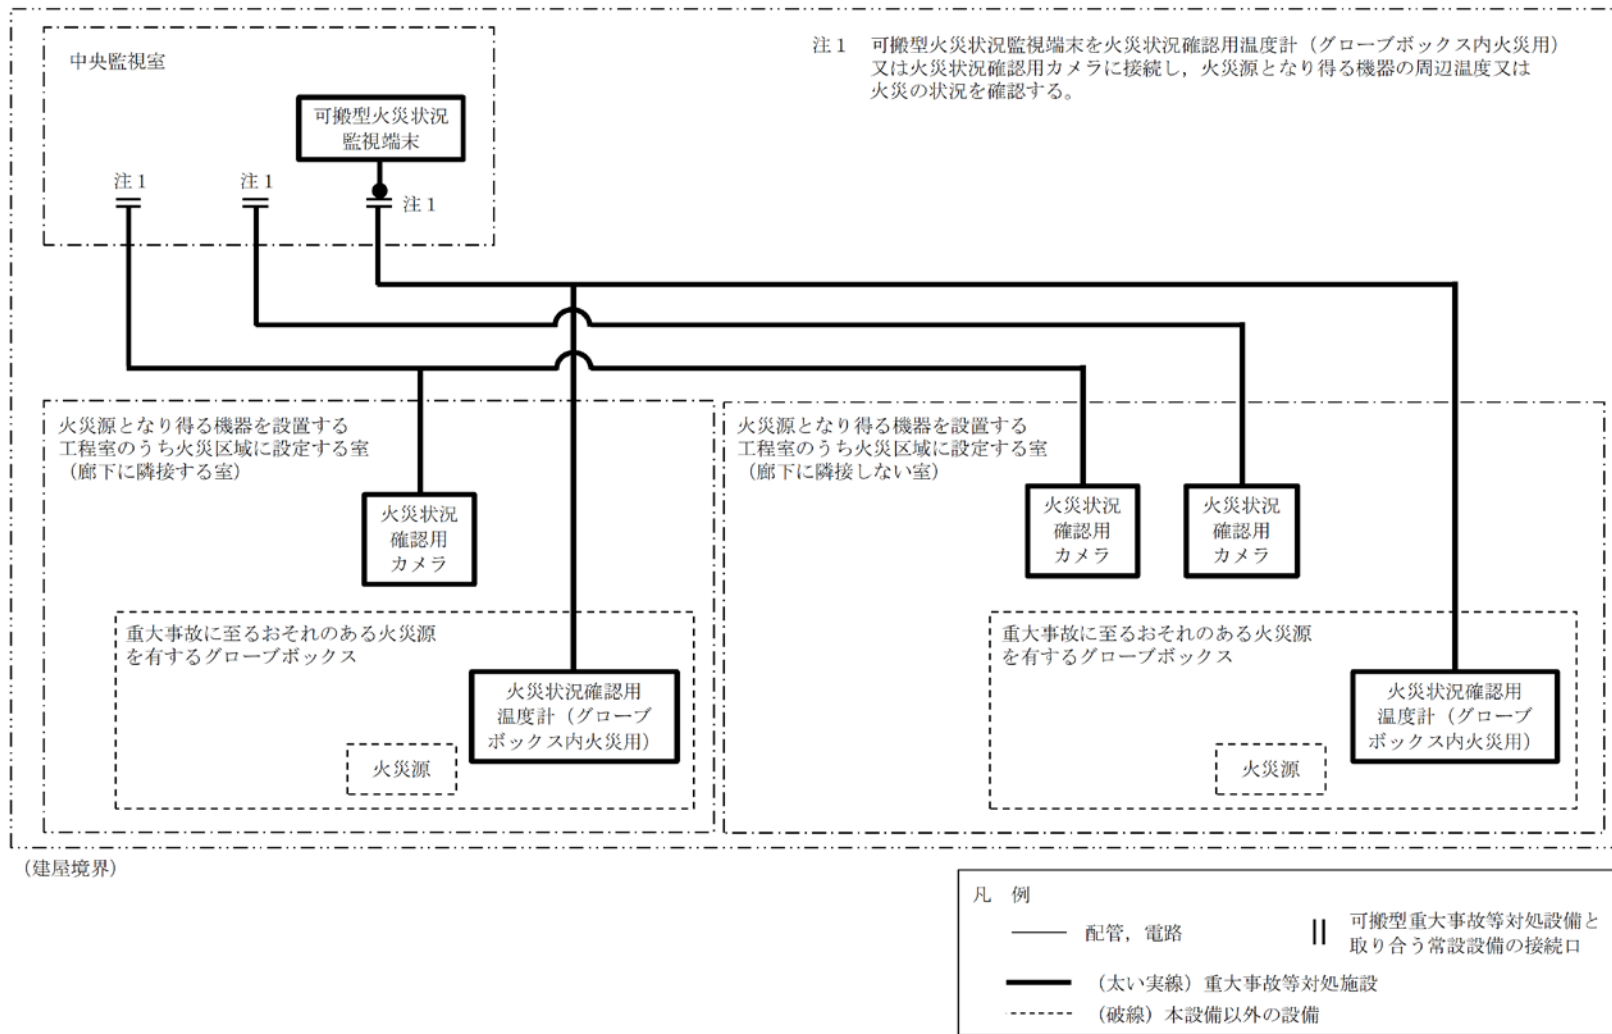 中央監視室
可搬型火災状況
監視端末
注1
注1
注1
注1 可搬型火災状況監視端末を火災状況確認用温度計(グローブボックス内火災用)
又は火災状況確認用カメラに接続し,火災源となり得る機器の周辺温度又は
火災の状況を確認する。
火災源となり得る機器を設置する
工程室のうち火災区域に設定する室
(廊下に隣接する室)
火災状況
確認用
カメラ
重大事故に至るおそれのある火災源
を有するグローブボックス
火災状況確認用
温度計(グローブ
ボックス内火災用)
火災源
火災源となり得る機器を設置する
工程室のうち火災区域に設定する室
(廊下に隣接しない室)
火災状況
確認用
カメラ
火災状況
確認用
カメラ
重大事故に至るおそれのある火災源
を有するグローブボックス
火災状況確認用
温度計(グローブ
ボックス内火災用)
火災源
(建屋境界)
凡 例
配管,電路
可搬型重大事故等対処設備と
取り合う常設設備の接続口
(太い実線)重大事故等対処施設
(破線)本設備以外の設備